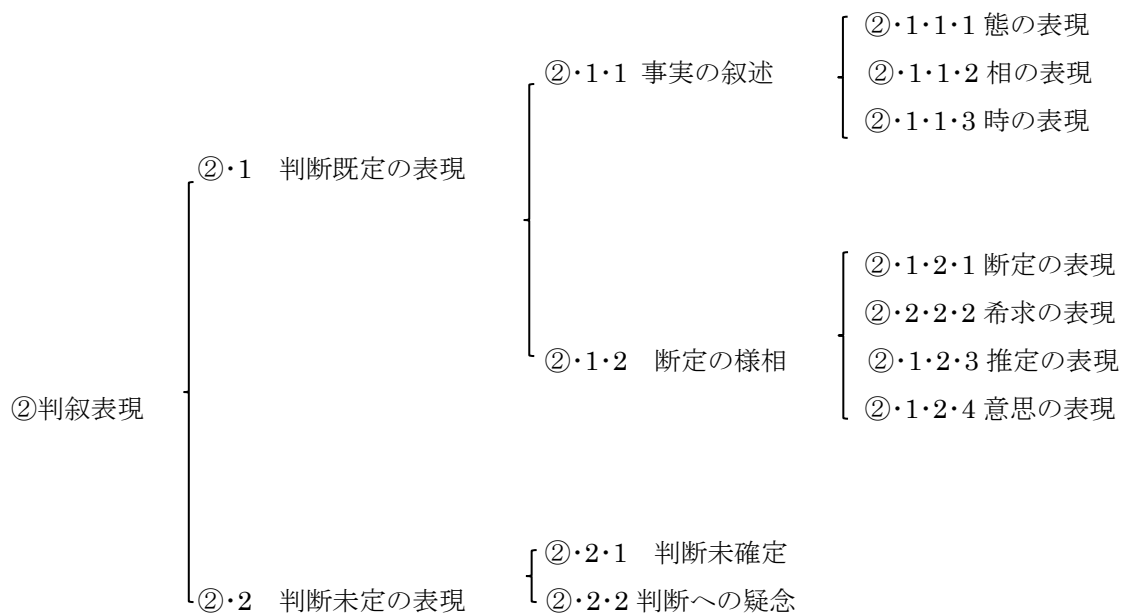 ②判叙表現
②・1　判断既定の表現
②・1・1 事実の叙述
②・1・1・1 態の表現
②・1・1・2 相の表現
②・1・1・3 時の表現
②・1・2　断定の様相
②・1・2・1 断定の表現
②・2・2・2 希求の表現
②・1・2・3 推定の表現
②・1・2・4 意思の表現
②・2　判断未定の表現
②・2・1　判断未確定
②・2・2 判断への疑念